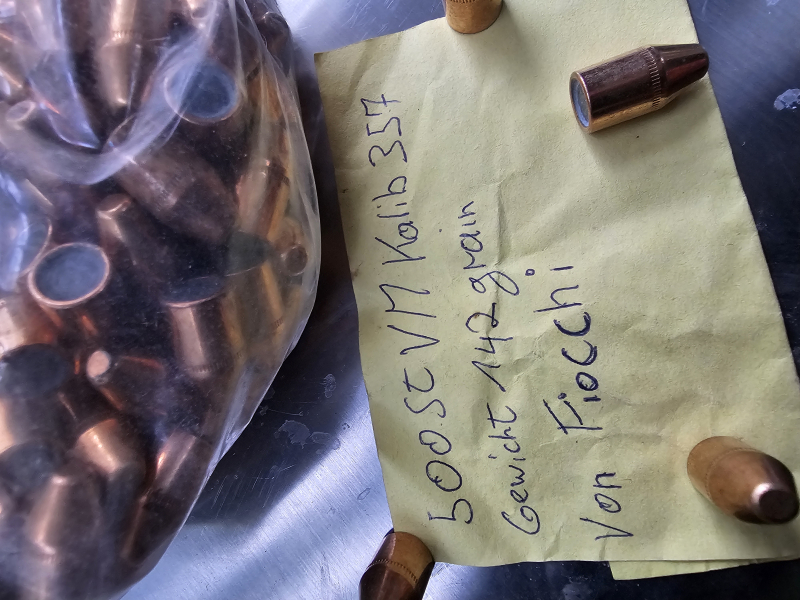 500 St VM Kalib 357
Gewicht 142 grain
Von Fiocchi